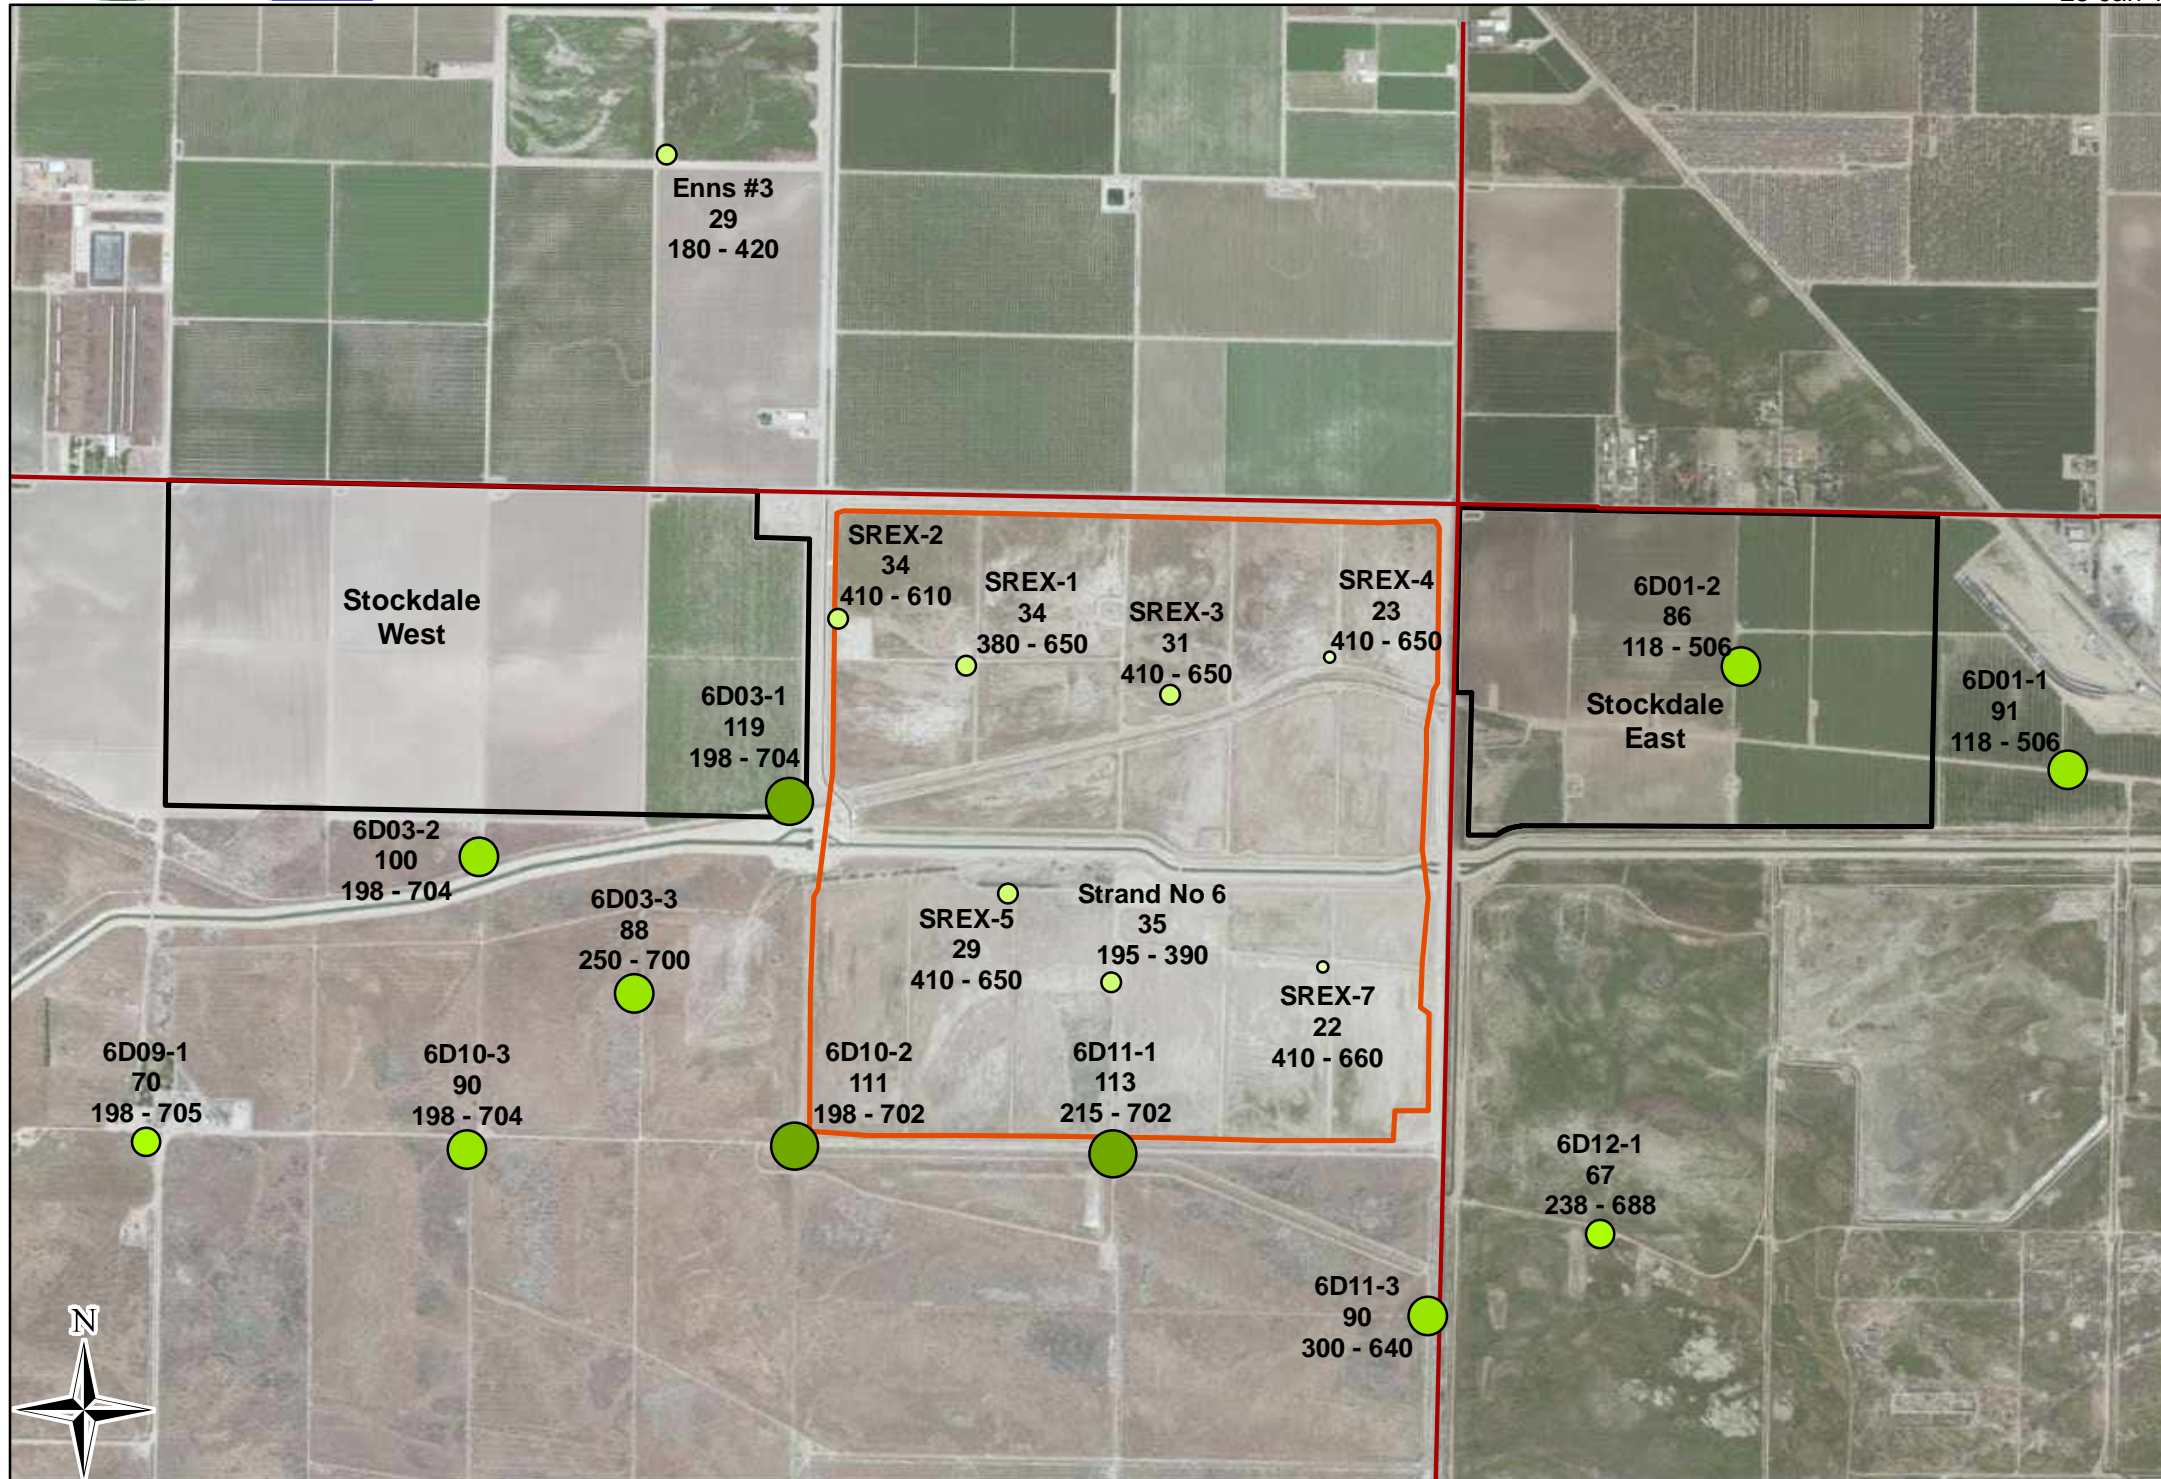 Enns #3
29
180 - 420
SREX-2
34
410 - 610
SREX-1
34
380 - 650
SREX-3
31
410 - 650
SREX-4
23
410 - 650
6D01-2
86
118 - 506
Stockdale
West
Stockdale
East
6D01-1
91
118 - 506
6D03-1
119
198 - 704
6D03-2
100
198 - 704
6D03-3
88
250 - 700
SREX-5
29
410 - 650
Strand No 6
35
195 - 390
SREX-7
22
410 - 660
6D09-1
70
198 - 705
6D10-3
90
198 - 704
6D10-2
111
198 - 702
6D11-1
113
215 - 702
6D12-1
67
238 - 688
6D11-3
90
300 - 640
N